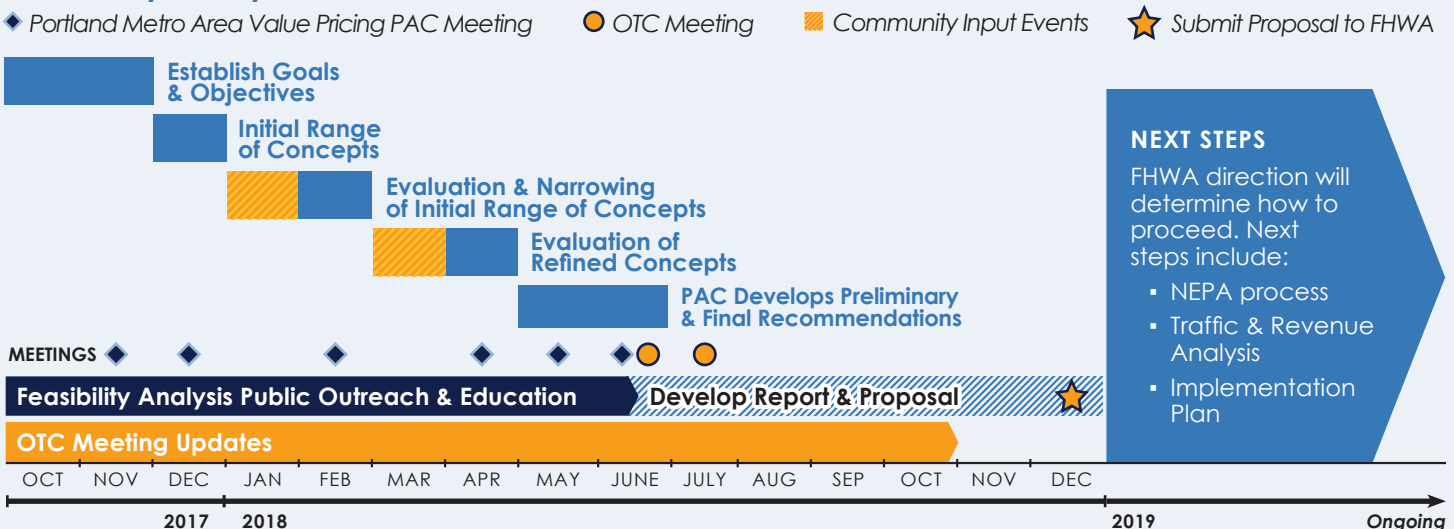 Portland Metro Area Value Pricing PAC Meeting
OTC Meeting
Community Input Events
Submit Proposal to FHWA
Establish Goals
& Objectives
Initial Range
of Concepts
Evaluation & Narrowing
of Initial Range of Concepts
Evaluation of
Refined Concepts
PAC Develops Preliminary
& Final Recommendations
NEXT STEPS
FHWA direction will
determine how to
proceed. Next
steps include:
▪ NEPA process
▪ Traffic & Revenue
Analysis
▪ Implementation
Plan
MEETINGS
Feasibility Analysis Public Outreach & Education
Develop Report & Proposal
OTC Meeting Updates
OCT NOV DEC JAN FEB MAR APR MAY JUNE JULY AUG SEP OCT NOV DEC
2017 2018 2019 Ongoing